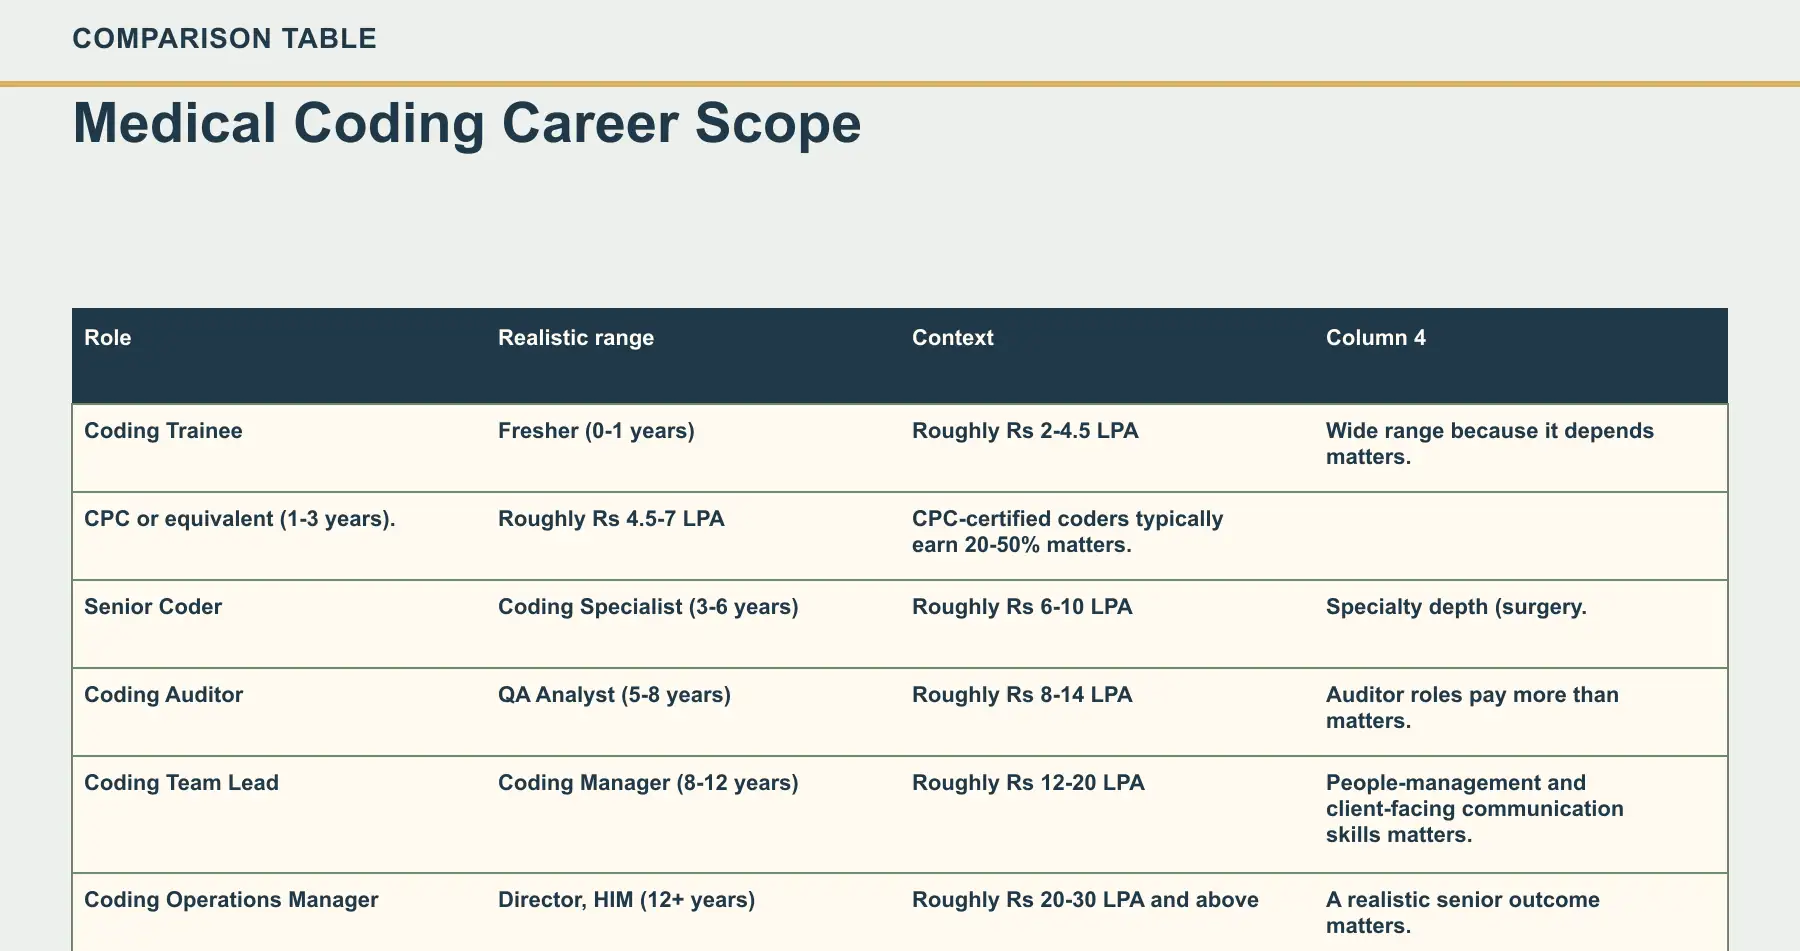 COMPARISON TABLE
Medical Coding Career Scope
Role Realistic range Context Column 4
Coding Trainee Fresher (0-1 years) Roughly Rs 2-4.5 LPA Wide range because it depends
matters.
CPC or equivalent (1-3 years). Roughly Rs 4.5-7 LPA CPC-certified coders typically
earn 20-50% matters.
Senior Coder Coding Specialist (3-6 years) Roughly Rs 6-10 LPA Specialty depth (surgery.
Coding Auditor QA Analyst (5-8 years) Roughly Rs 8-14 LPA Auditor roles pay more than
matters.
Coding Team Lead Coding Manager (8-12 years) Roughly Rs 12-20 LPA People-management and
client-facing communication
skills matters.
Coding Operations Manager Director, HIM (12+ years) Roughly Rs 20-30 LPA and above A realistic senior outcome
matters.